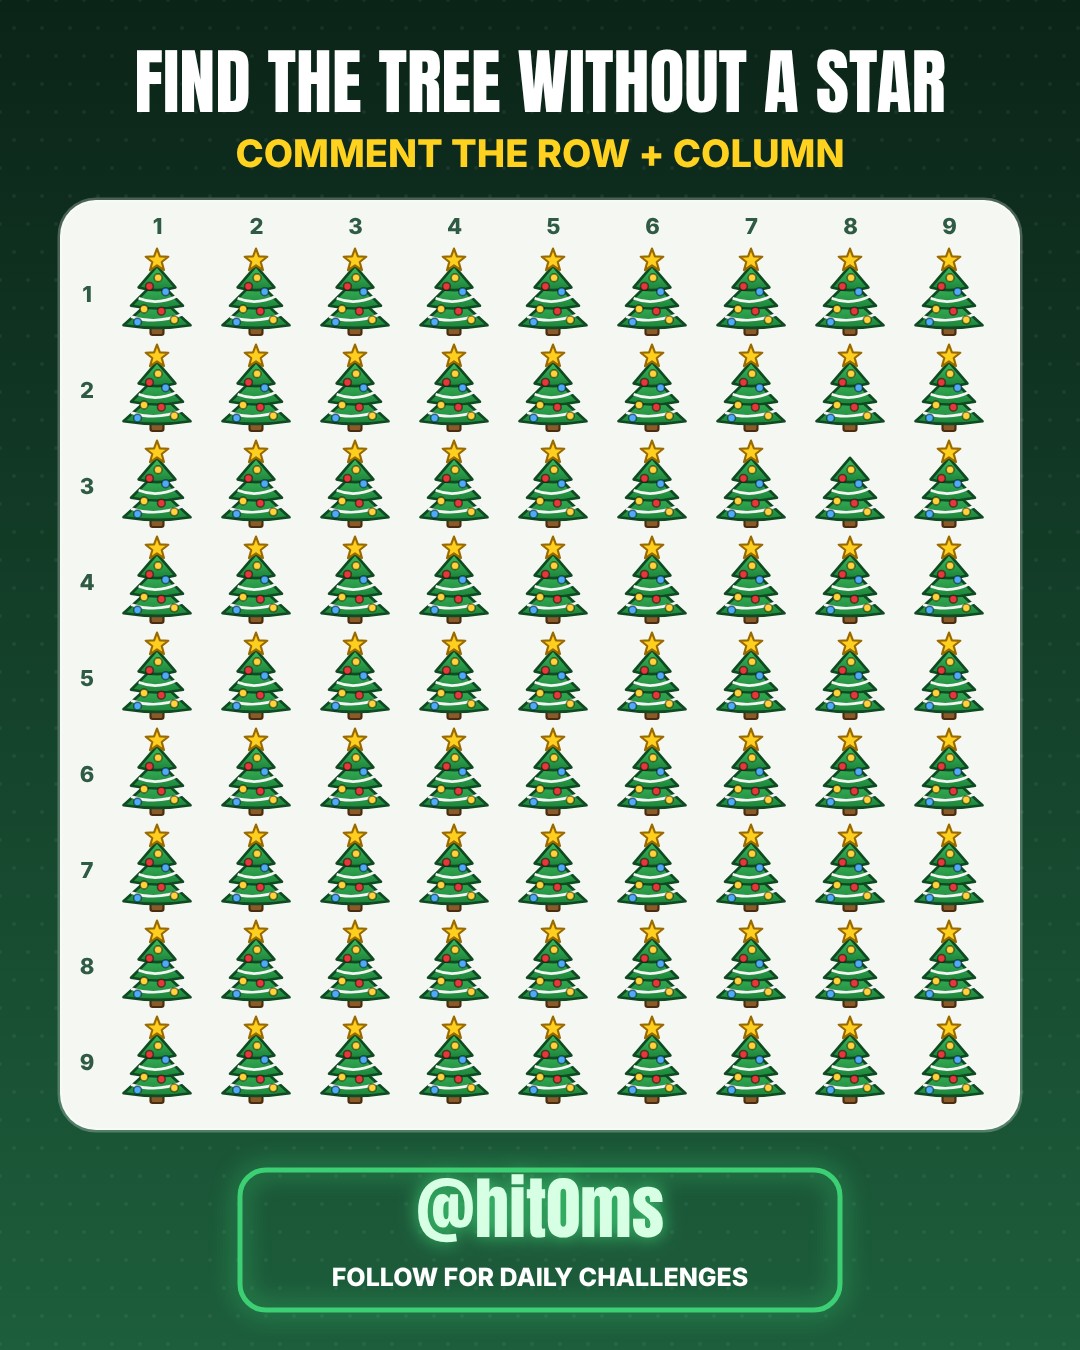 FIND THE TREE WITHOUT A STAR
COMMENT THE ROW + COLUMN
1 2 3 4 5 6 7 8 9
1
2
3
4
5
6
7
8
9
@hit0ms
FOLLOW FOR DAILY CHALLENGES